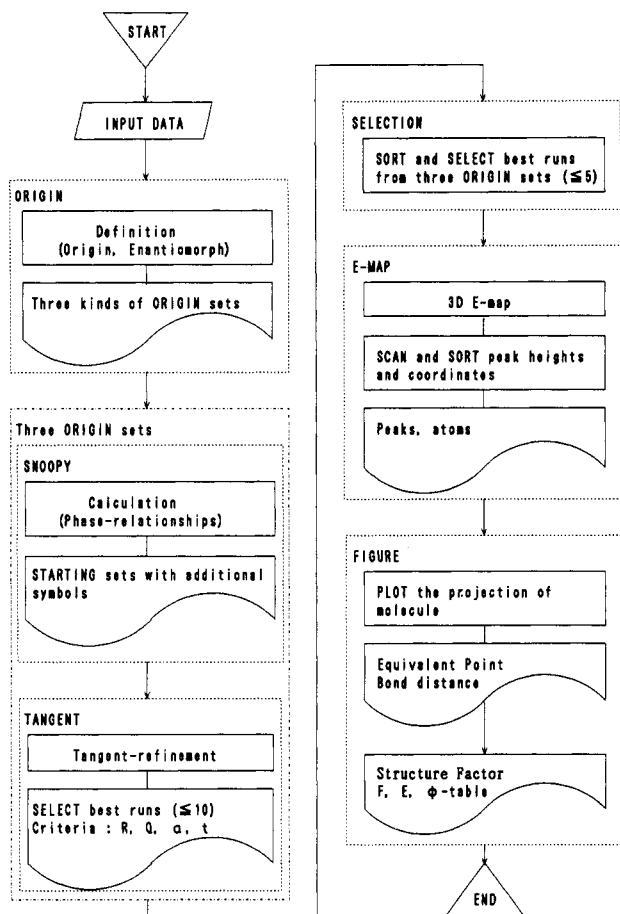 START
INPUT DATA
ORIGIN
Definition
(Origin, Enantiomorph)
Three kinds of ORIGIN sets
Three ORIGIN sets
SNOOPY
Calculation
(Phase-relationships)
STARTING sets with additional
symbols
TANGENT
Tangent-refinement
SELECT best runs (≦10)
Criteria : R, Q, α, t
SELECTION
SORT and SELECT best runs
from three ORIGIN sets (≦5)
E-MAP
3D E-map
SCAN and SORT peak heights
and coordinates
Peaks, atoms
FIGURE
PLOT the projection of
molecule
Equivalent Point
Bond distance
Structure Factor
F, E, φ-table
END